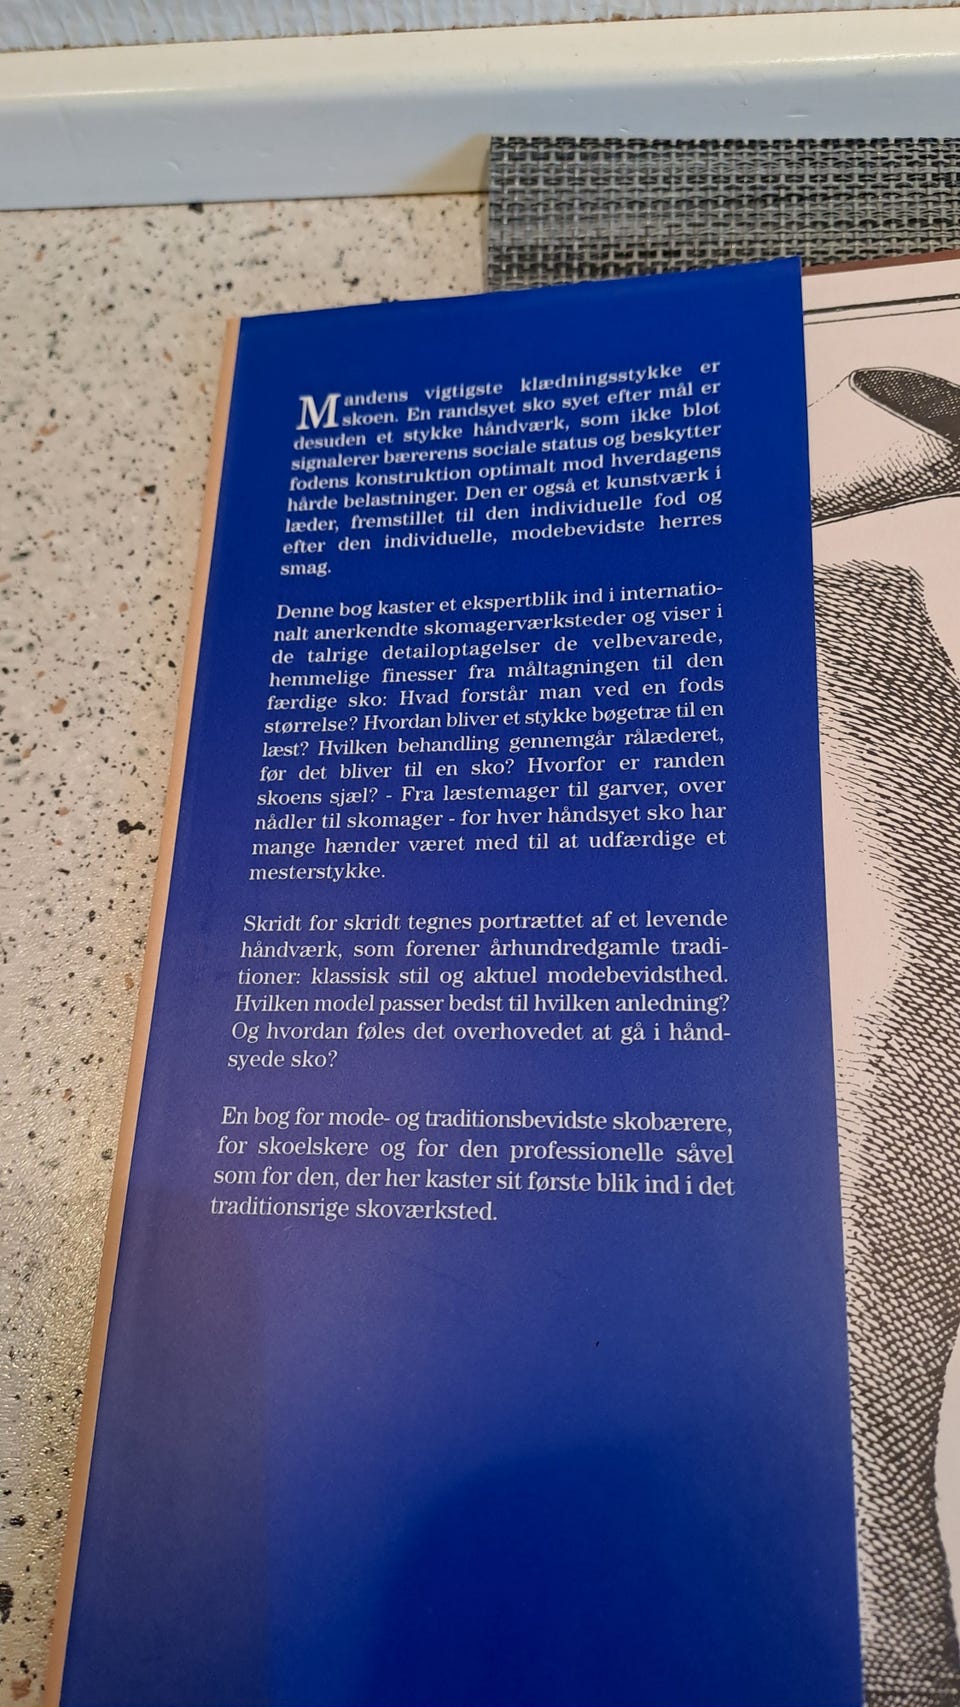 Mandens vigtigste klædningsstykke er
skoen. En randsyet sko syet efter mål er
desuden et stykke håndværk, som ikke blot
signalerer bærerens sociale status og beskytter
fodens konstruktion optimalt mod hverdagens
hårde belastninger. Den er også et kunstværk i
læder, fremstillet til den individuelle fod og
efter den individuelle, modebevidste herres
smag.
Denne bog kaster et ekspertblik ind i internatio-
nalt anerkendte skomagerværksteder og viser i
de talrige detailoptagelser de velbevarede,
hemmelige finesser fra måltagningen til den
færdige sko: Hvad forstår man ved en fods
størrelse? Hvordan bliver et stykke bøgetræ til en
læst? Hvilken behandling gennemgår rålæderet,
før det bliver til en sko? Hvorfor er randen
skoens sjæl? - Fra læstemager til garver, over
nådler til skomager - for hver håndsyet sko har
mange hænder været med til at udfærdige et
mesterstykke.
Skridt for skridt tegnes portrættet af et levende
håndværk, som forener århundredgamle tradi-
tioner: klassisk stil og aktuel modebevidsthed.
Hvilken model passer bedst til hvilken anledning?
Og hvordan føles det overhovedet at gå i hånd-
syede sko?
En bog for mode- og traditionsbevidste skobærere,
for skoelskere og for den professionelle såvel
som for den, der her kaster sit første blik ind i det
traditionsrige skoværksted.